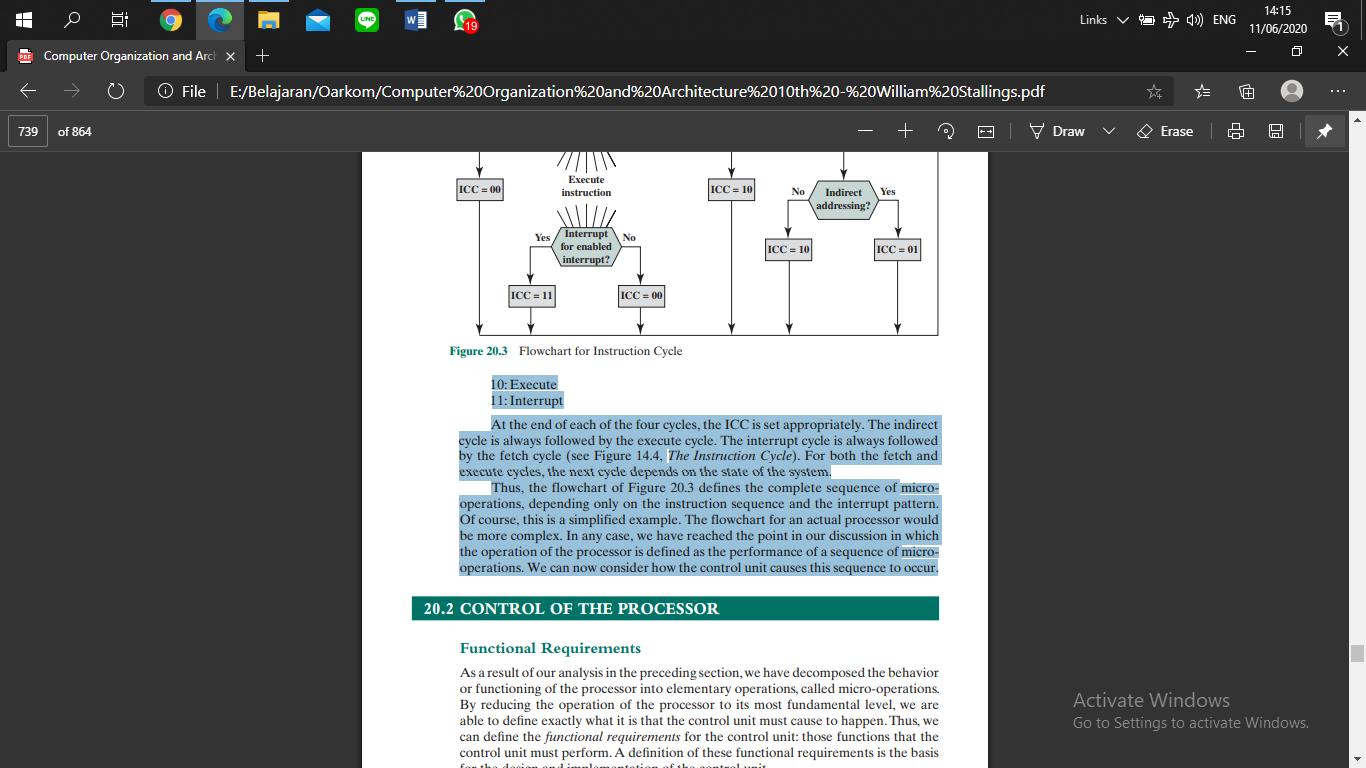 Links ENG 14:15
11/06/2020
19
1
Computer Organization and Arch
File E:/Belajaran/Oarkom/Computer%20Organization%20and%20Architecture%2010th%20-%20William%20Stallings.pdf
739 of 864 Draw Erase
ICC = 00
Execute
instruction
ICC = 10
No Indirect Yes
addressing?
Yes Interrupt No
for enabled
interrupt?
ICC = 10 ICC = 01
ICC = 11 ICC = 00
Figure 20.3 Flowchart for Instruction Cycle
10: Execute
11: Interrupt
At the end of each of the four cycles, the ICC is set appropriately. The indirect
cycle is always followed by the execute cycle. The interrupt cycle is always followed
by the fetch cycle (see Figure 14.4, The Instruction Cycle). For both the fetch and
execute cycles, the next cycle depends on the state of the system.
Thus, the flowchart of Figure 20.3 defines the complete sequence of micro-
operations, depending only on the instruction sequence and the interrupt pattern.
Of course, this is a simplified example. The flowchart for an actual processor would
be more complex. In any case, we have reached the point in our discussion in which
the operation of the processor is defined as the performance of a sequence of micro-
operations. We can now consider how the control unit causes this sequence to occur.
20.2 CONTROL OF THE PROCESSOR
Functional Requirements
As a result of our analysis in the preceding section, we have decomposed the behavior
or functioning of the processor into elementary operations, called micro-operations.
By reducing the operation of the processor to its most fundamental level, we are
able to define exactly what it is that the control unit must cause to happen. Thus, we
can define the functional requirements for the control unit: those functions that the
control unit must perform. A definition of these functional requirements is the basis
for the design and implementation of the control unit.
Activate Windows
Go to Settings to activate Windows.